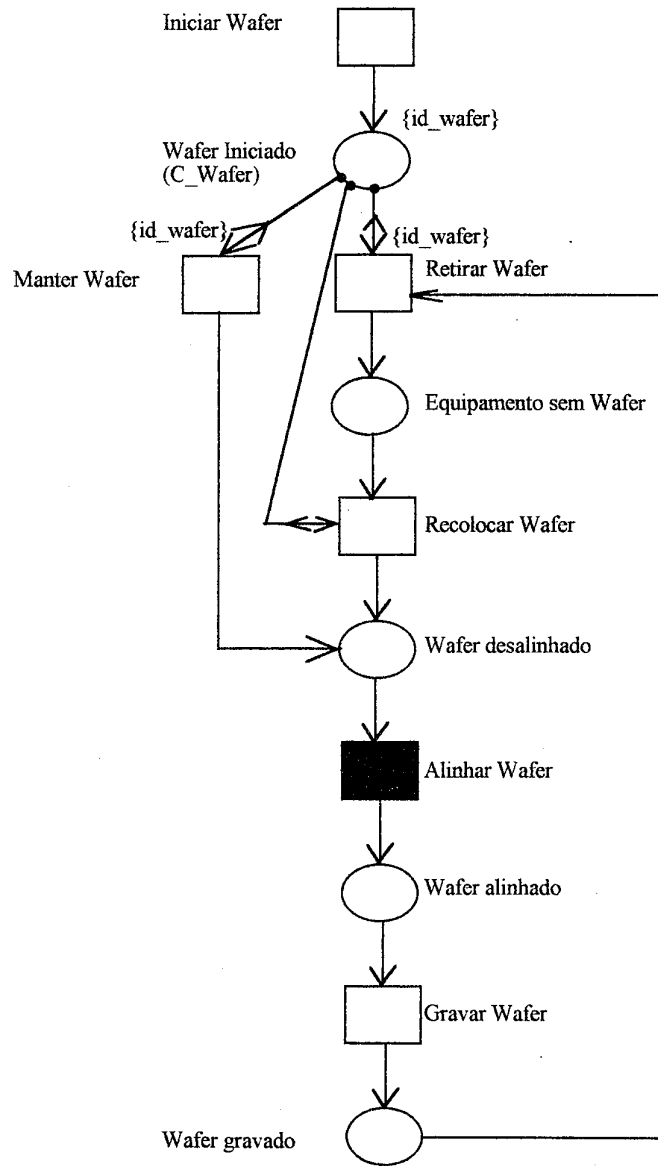 Iniciar Wafer
{id_wafer}
Wafer Iniciado
(C_Wafer)
{id_wafer}
{id_wafer}
Manter Wafer
Retirar Wafer
Equipamento sem Wafer
Recolocar Wafer
Wafer desalinhado
Alinhar Wafer
Wafer alinhado
Gravar Wafer
Wafer gravado